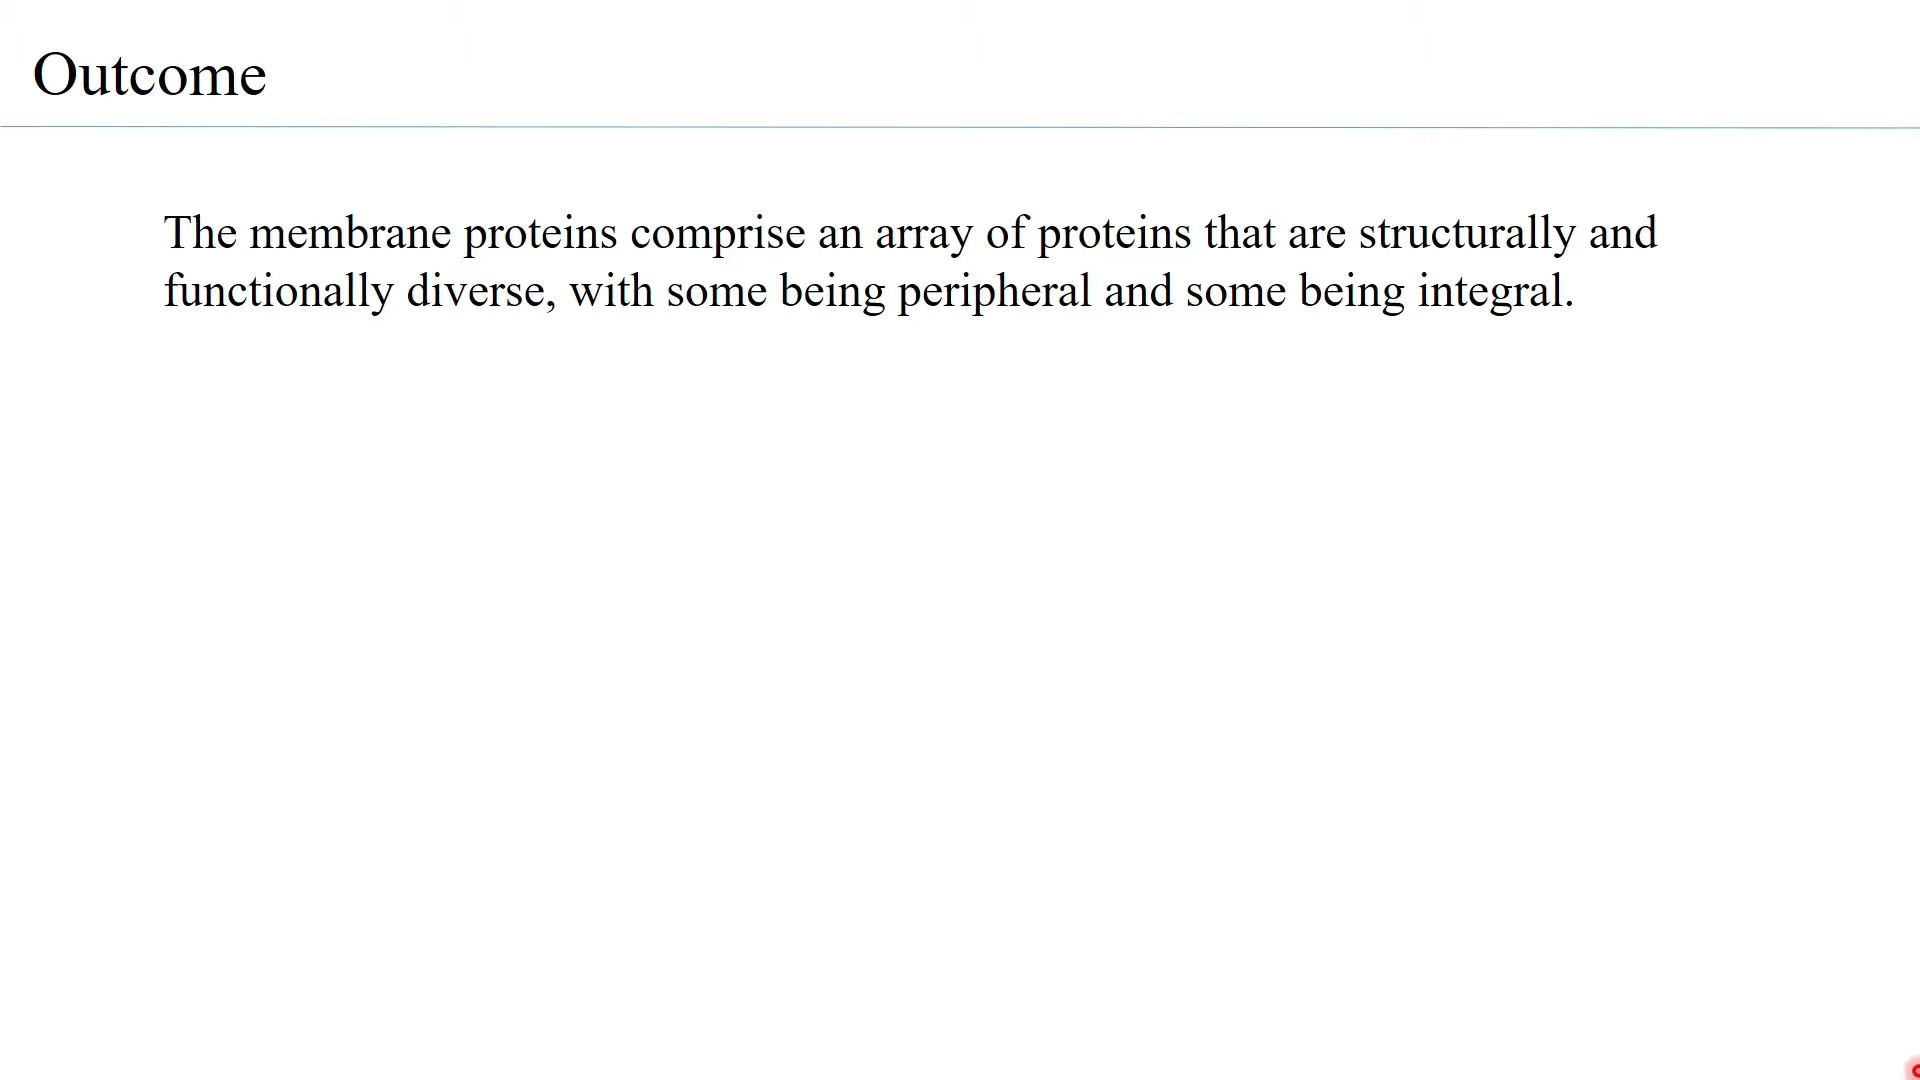 Outcome
The membrane proteins comprise an array of proteins that are structurally and
functionally diverse, with some being peripheral and some being integral.